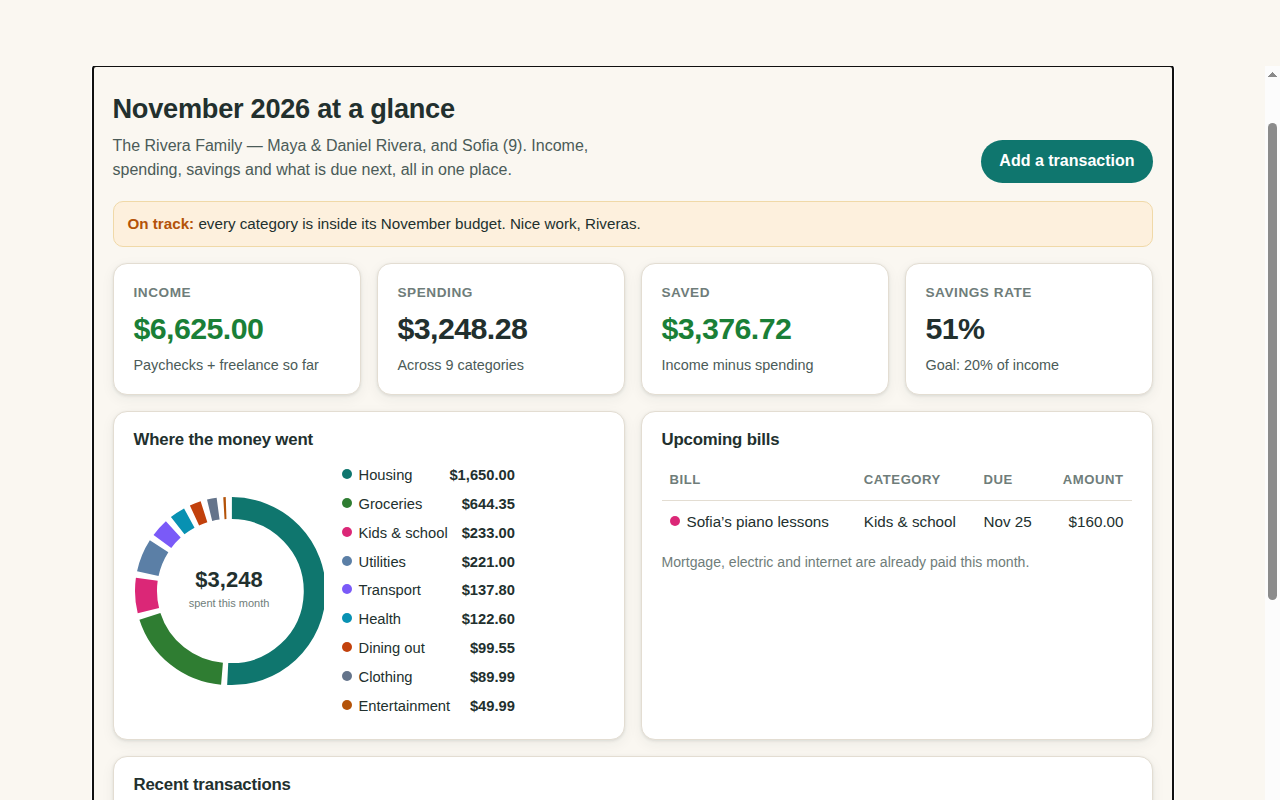 November 2026 at a glance
The Rivera Family — Maya & Daniel Rivera, and Sofia (9). Income,
spending, savings and what is due next, all in one place.
Add a transaction
On track: every category is inside its November budget. Nice work, Riveras.
INCOME
$6,625.00
Paychecks + freelance so far
SPENDING
$3,248.28
Across 9 categories
SAVED
$3,376.72
Income minus spending
SAVINGS RATE
51%
Goal: 20% of income
Where the money went
$3,248
spent this month
Housing $1,650.00
Groceries $644.35
Kids & school $233.00
Utilities $221.00
Transport $137.80
Health $122.60
Dining out $99.55
Clothing $89.99
Entertainment $49.99
Upcoming bills
BILL CATEGORY DUE AMOUNT
Sofia’s piano lessons Kids & school Nov 25 $160.00
Mortgage, electric and internet are already paid this month.
Recent transactions